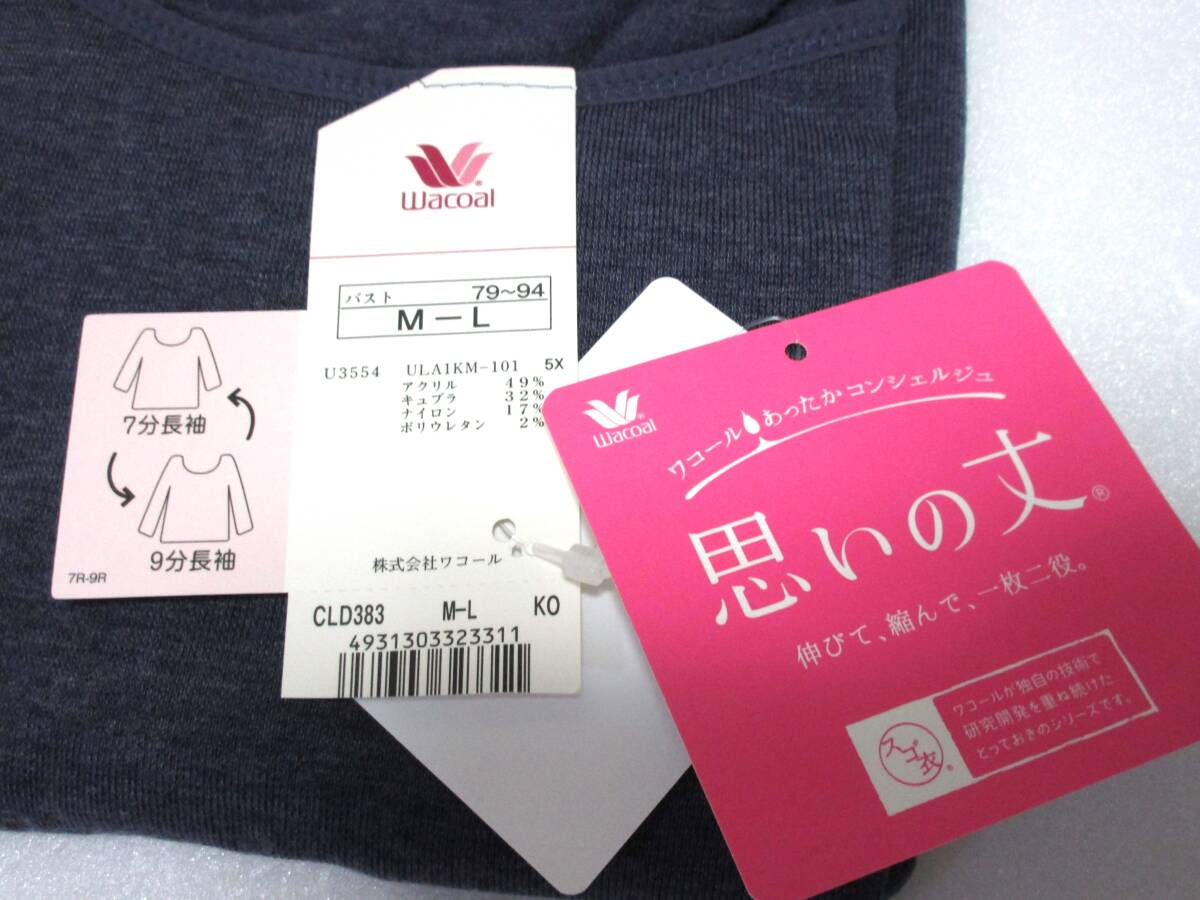 Wacoal
バスト 79~94
M-L
U3554 ULA1KM-101 5X
アクリル 49%
キュプラ 32%
ナイロン 17%
ポリウレタン 2%
株式会社ワコール
CLD383 M-L KO
4931303323311
7分長袖
9分長袖
7R-9R
Wacoal
ワコール あったかコンシェルジュ
思いの丈®
伸びて、縮んで、一枚二役。
スゴ衣®
ワコールが独自の技術で
研究開発を重ね続けた
とっておきのシリーズです。